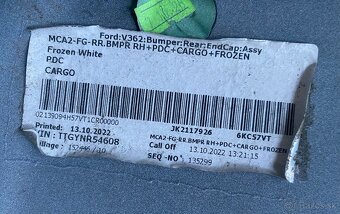 Ford:V362:Bumper:Rear:EndCap:Assy
MCA2-FG-RR.BMPR RH+PDC+CARGO+FROZEN
Frozen White
PDC
CARGO
02139094H57VT1CR00000
JK2117926
6KC57VT
Printed: 13.10.2022
MCA2-FG-RR.BMPR RH+PDC+CARGO+FROZEN
VIN: TTGYNR54608
Call Off 13.10.2022 13:21:15
SEQ-NO 135299